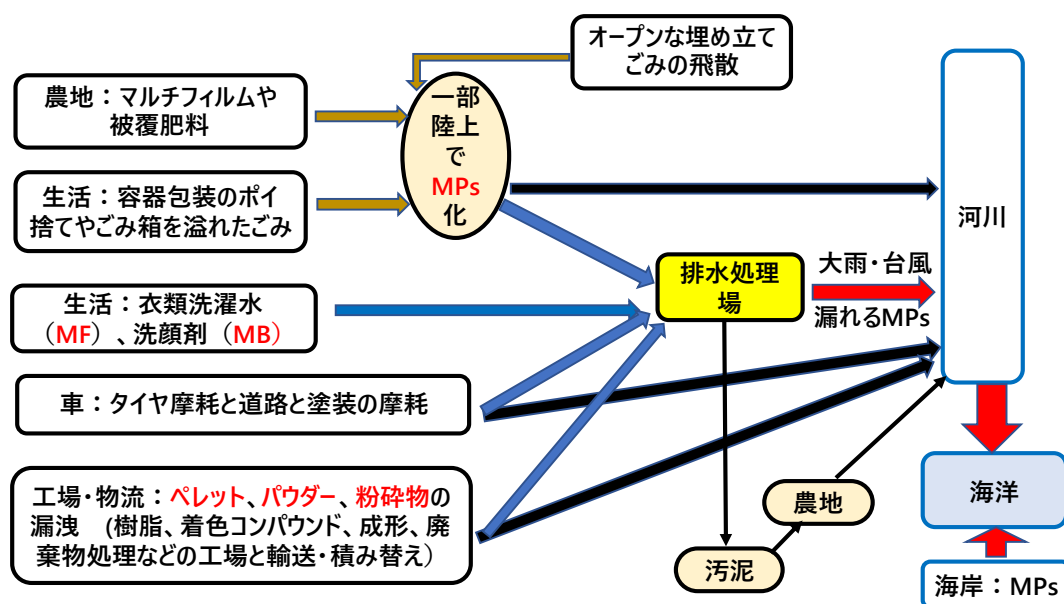 オープンな埋め立て
ごみの飛散
農地：マルチフィルムや
被覆肥料
一部
陸上
で
MPs
化
生活：容器包装のポイ
捨てやごみ箱を溢れたごみ
河川
排水処理
場
大雨・台風
漏れるMPs
生活：衣類洗濯水
（MF）、洗顔剤（MB）
車：タイヤ摩耗と道路と塗装の摩耗
工場・物流：ペレット、パウダー、粉砕物の
漏洩　(樹脂、着色コンパウンド、成形、廃
棄物処理などの工場と輸送・積み替え）
農地
汚泥
海洋
海岸：MPs